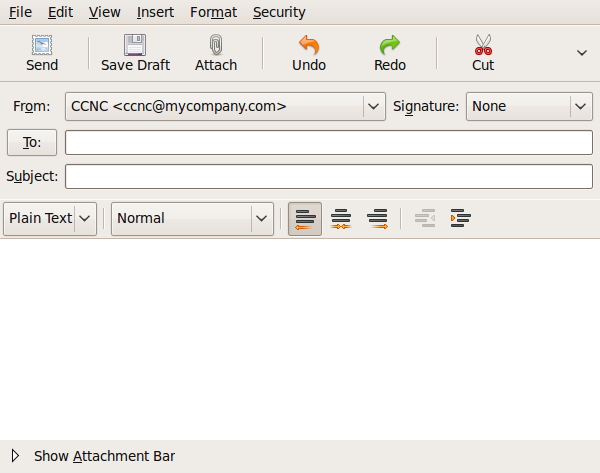 File Edit View Insert Format Security
Send Save Draft Attach Undo Redo Cut
From: CCNC <ccnc@mycompany.com> Signature: None
To:
Subject:
Plain Text Normal
Show Attachment Bar